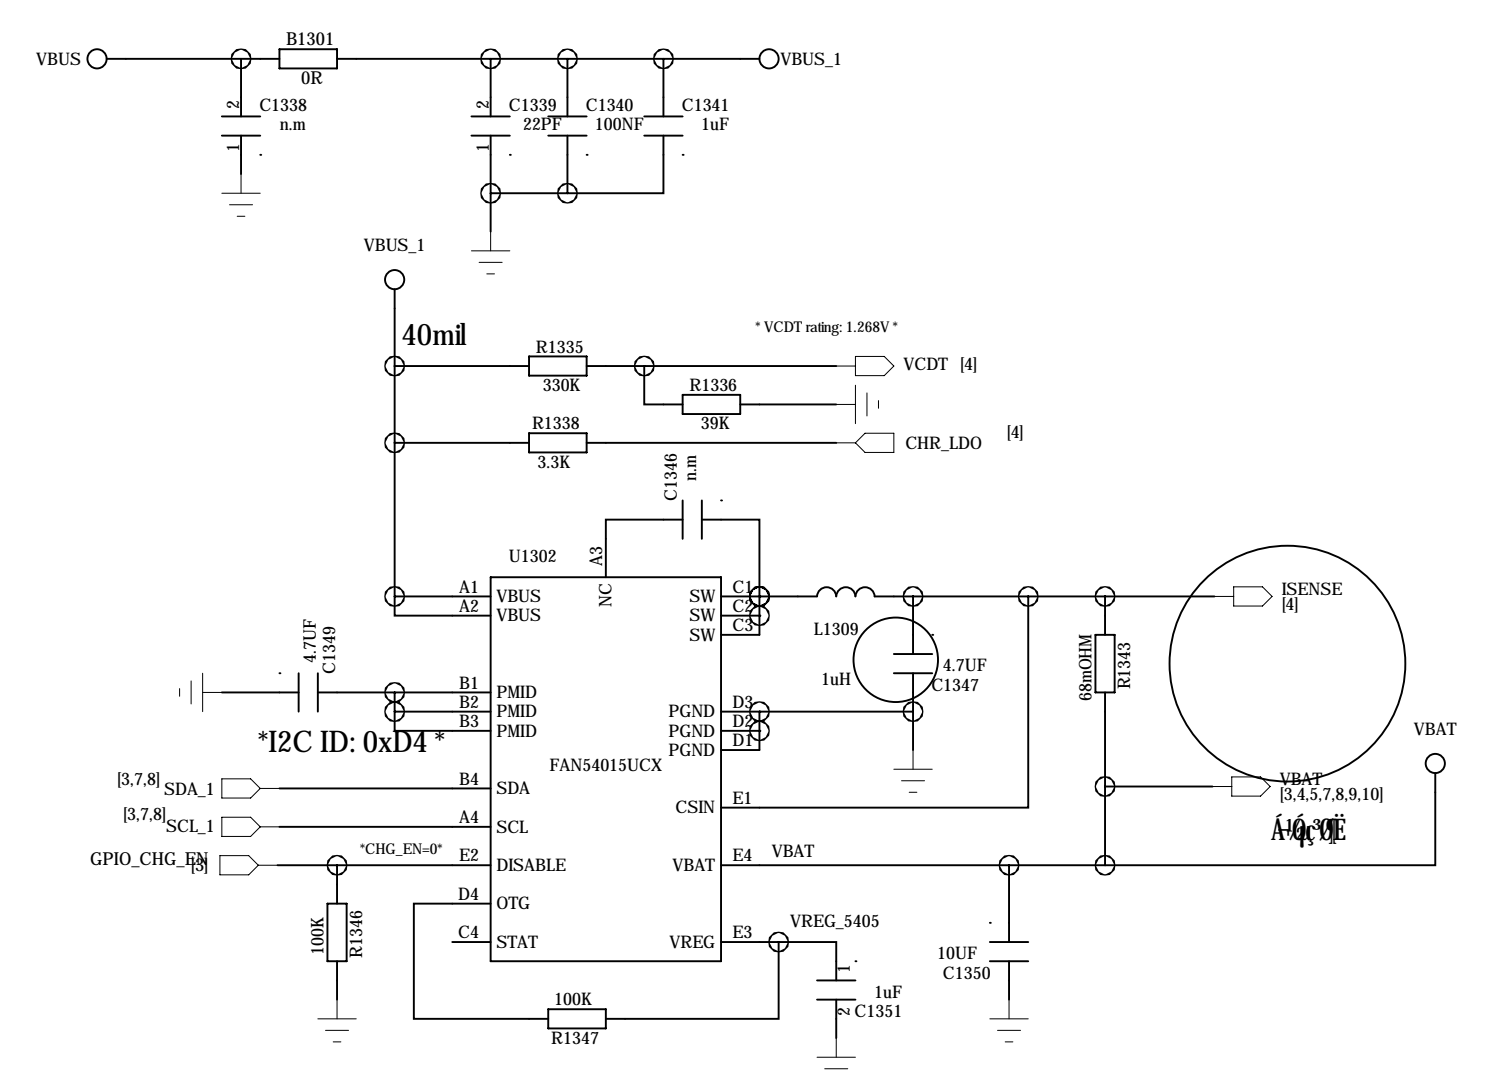 B1301
VBUS
VBUS_1
0R
C1338
n.m
2
1
C1339
22PF
2
1
C1340
100NF
C1341
1uF
VBUS_1
40mil
* VCDT rating: 1.268V *
R1335
330K
VCDT [4]
R1336
39K
R1338
3.3K
CHR_LDO [4]
C1346
n.m
U1302
A3
NC
A1 VBUS
A2 VBUS
C1 SW
C2 SW
C3 SW
4.7UF
C1349
B1 PMID
B2 PMID
B3 PMID
*I2C ID: 0xD4 *
L1309
1uH
4.7UF
C1347
68mOHM
R1343
ISENSE
[4]
D3 PGND
D2 PGND
D1 PGND
FAN54015UCX
VBAT
[3,7,8] SDA_1
B4 SDA
CSIN E1
VBAT
[3,4,5,7,8,9,10]
[3,7,8] SCL_1
A4 SCL
GPIO_CHG_EN
[3]
*CHG_EN=0*
E2 DISABLE
VBAT E4 VBAT
D4 OTG
100K
R1346
C4 STAT
VREG E3
VREG_5405
10UF
C1350
1
2
1uF
C1351
100K
R1347